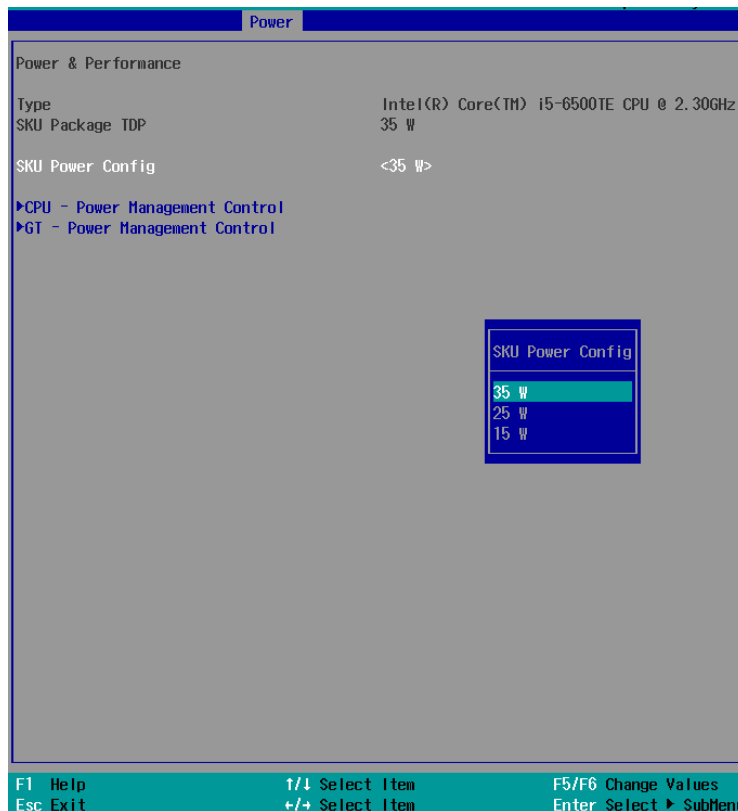 Power
Power & Performance
Type Intel(R) Core(TM) i5-6500TE CPU @ 2.30GHz
SKU Package TDP 35 W
SKU Power Config <35 W>
▶CPU - Power Management Control
▶GT - Power Management Control
SKU Power Config
35 W
25 W
15 W
F1 Help ↑/↓ Select Item F5/F6 Change Values
Esc Exit ←/→ Select Item Enter Select ▶ SubMenu